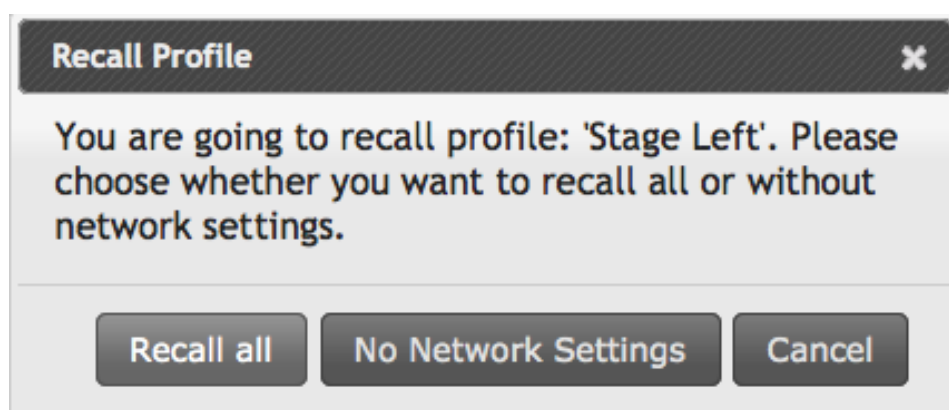 Recall Profile
You are going to recall profile: 'Stage Left'. Please
choose whether you want to recall all or without
network settings.
Recall all No Network Settings Cancel